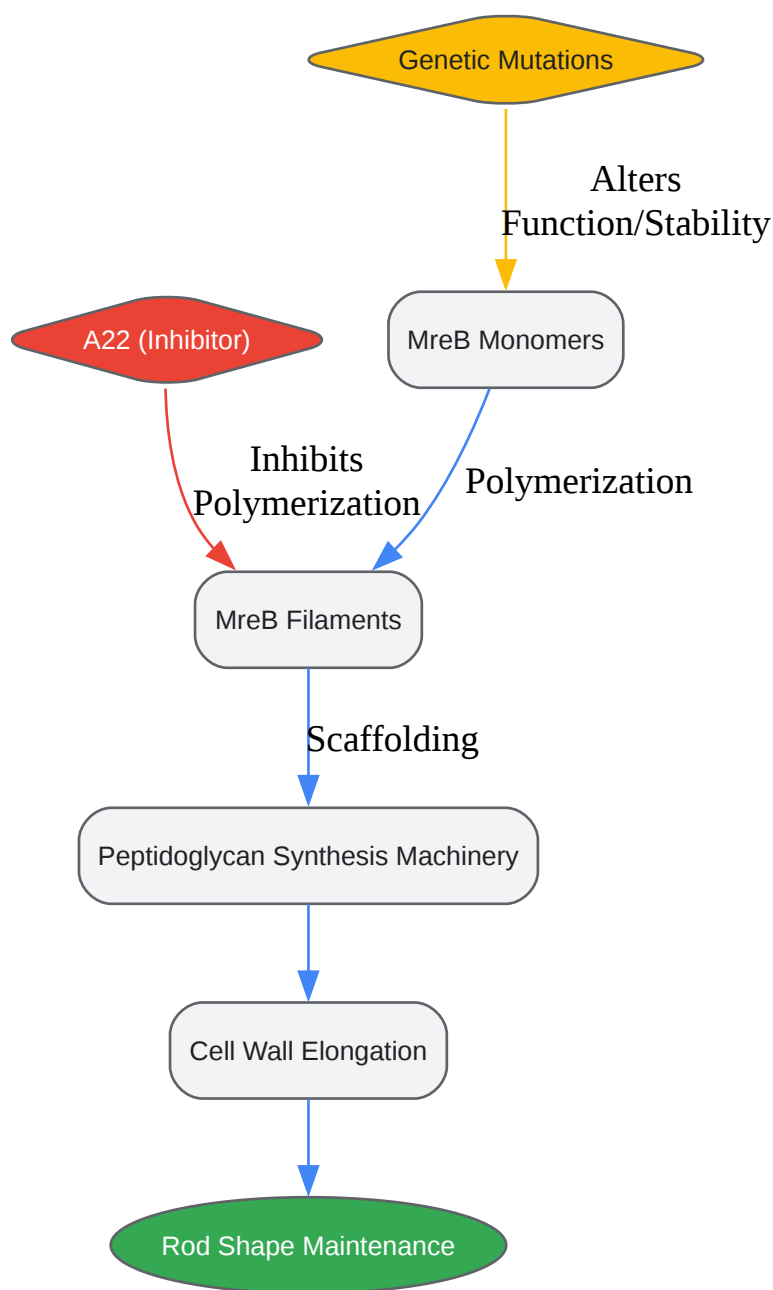 Genetic Mutations
Alters
Function/Stability
A22 (Inhibitor)
MreB Monomers
Inhibits
Polymerization
Polymerization
MreB Filaments
Scaffolding
Peptidoglycan Synthesis Machinery
Cell Wall Elongation
Rod Shape Maintenance